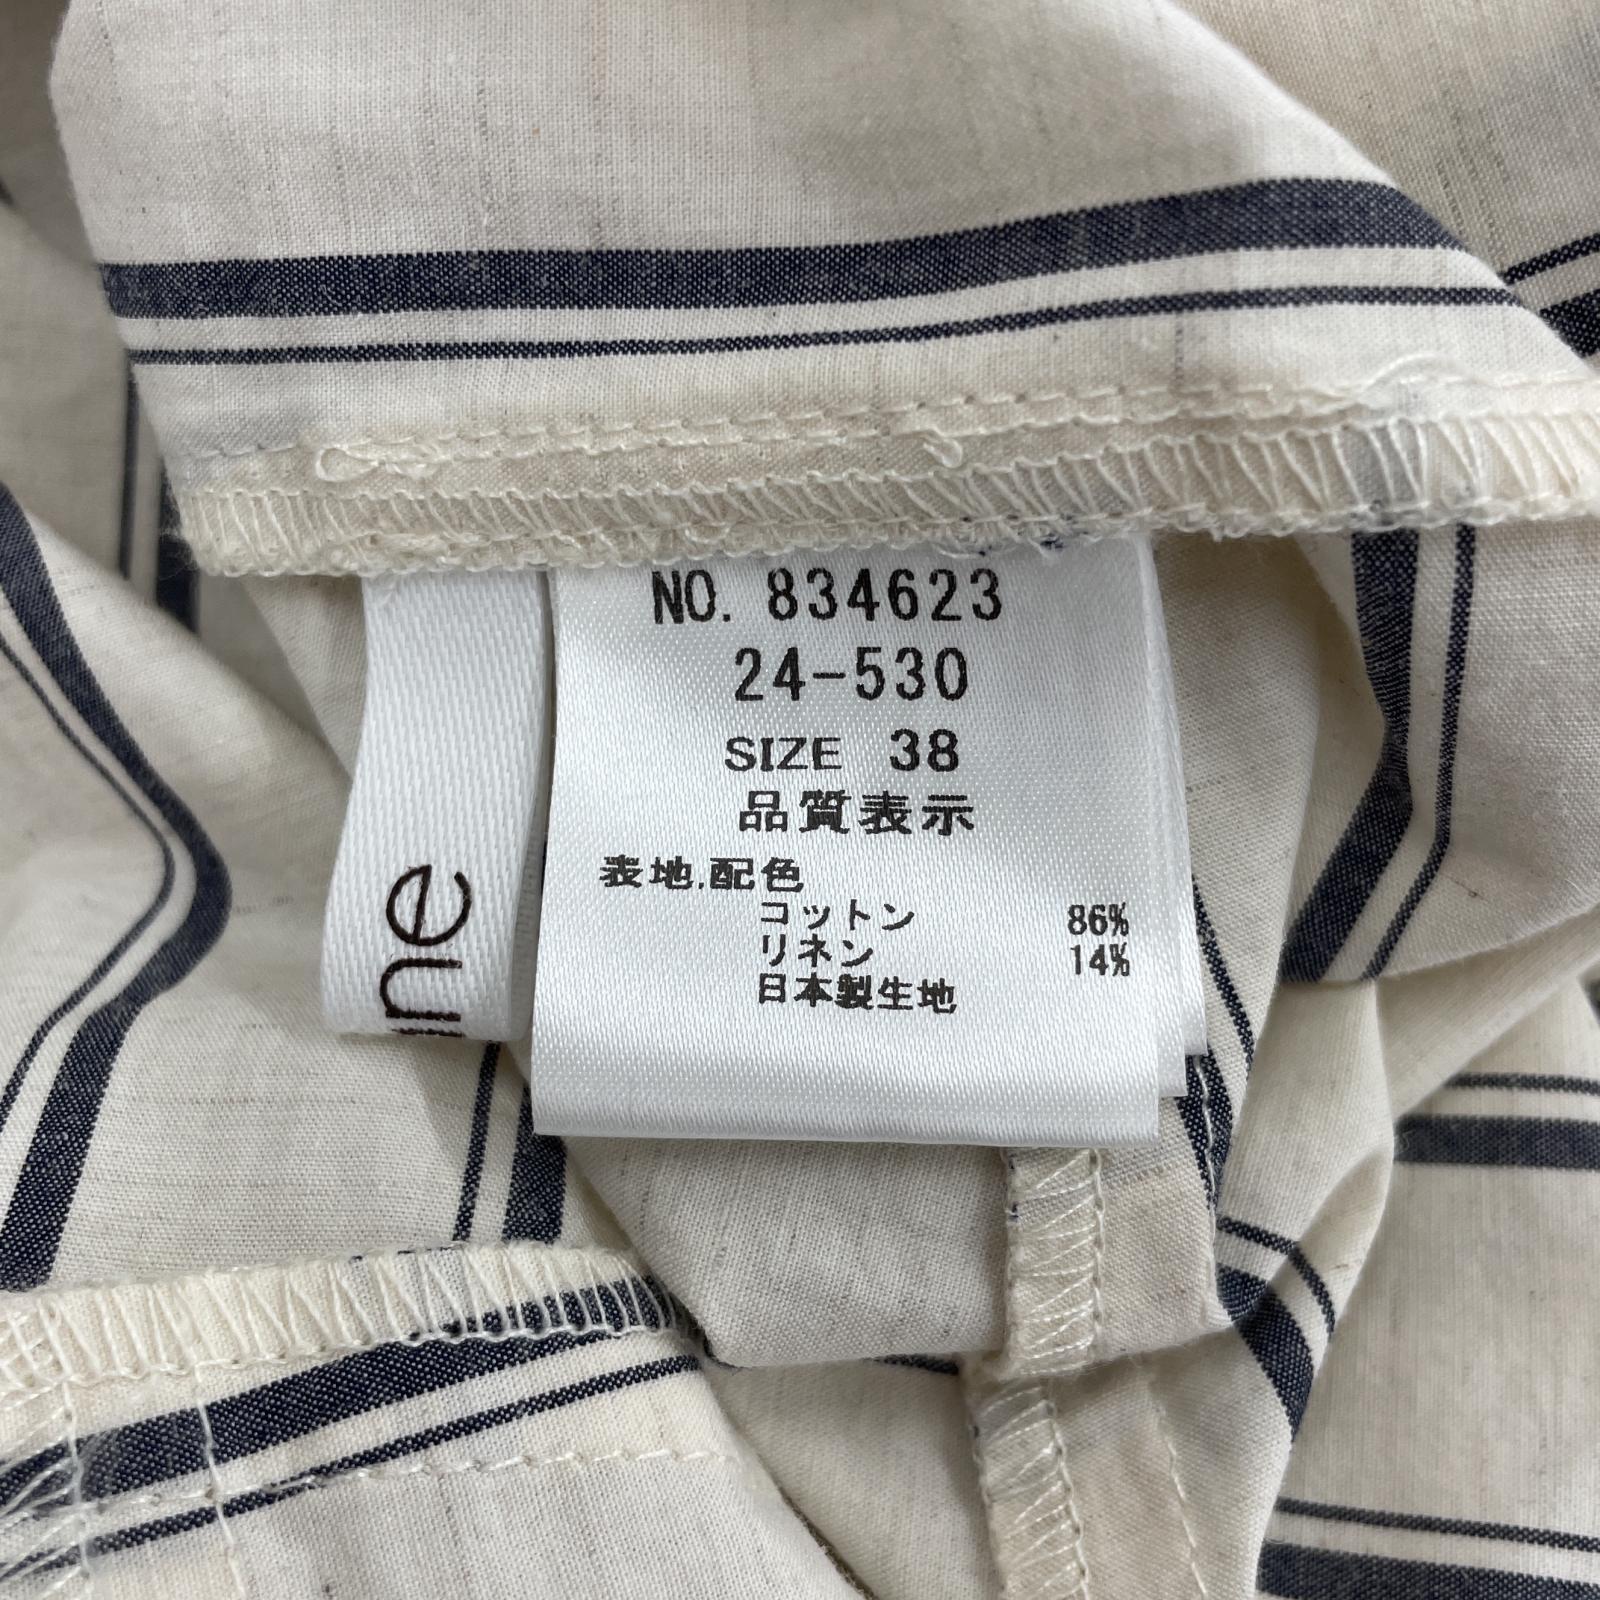 NO. 834623
24-530
SIZE 38
品質表示
表地.配色
コットン 86%
リネン 14%
日本製生地